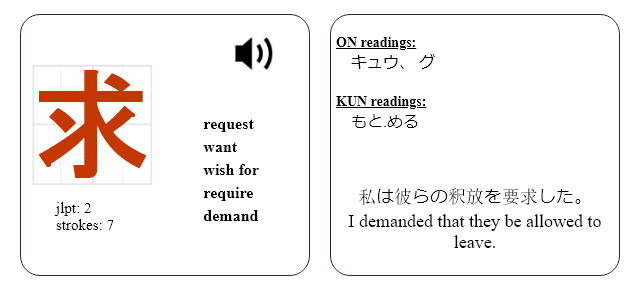 求
request
want
wish for
require
demand
jlpt: 2
strokes: 7
ON readings:
キュウ、 グ
KUN readings:
もと.める
私は彼らの釈放を要求した。
I demanded that they be allowed to
leave.